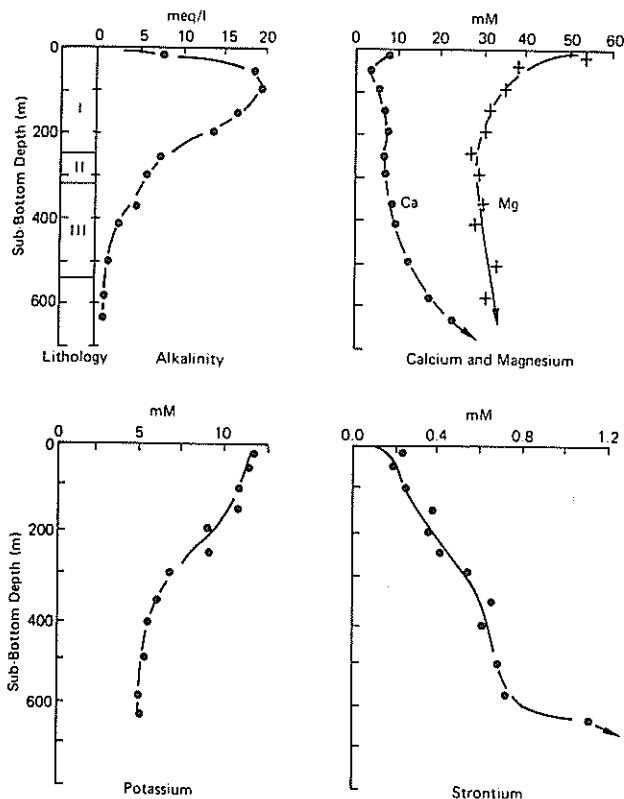 meq/l
0 5 10 15 20
0
200
400
600
Sub-Bottom Depth (m)
I
II
III
Lithology Alkalinity
mM
0 10 20 30 40 50 60
Ca
Mg
Calcium and Magnesium
mM
0 5 10
0
200
400
600
Sub-Bottom Depth (m)
Potassium
mM
0.0 0.4 0.8 1.2
Strontium